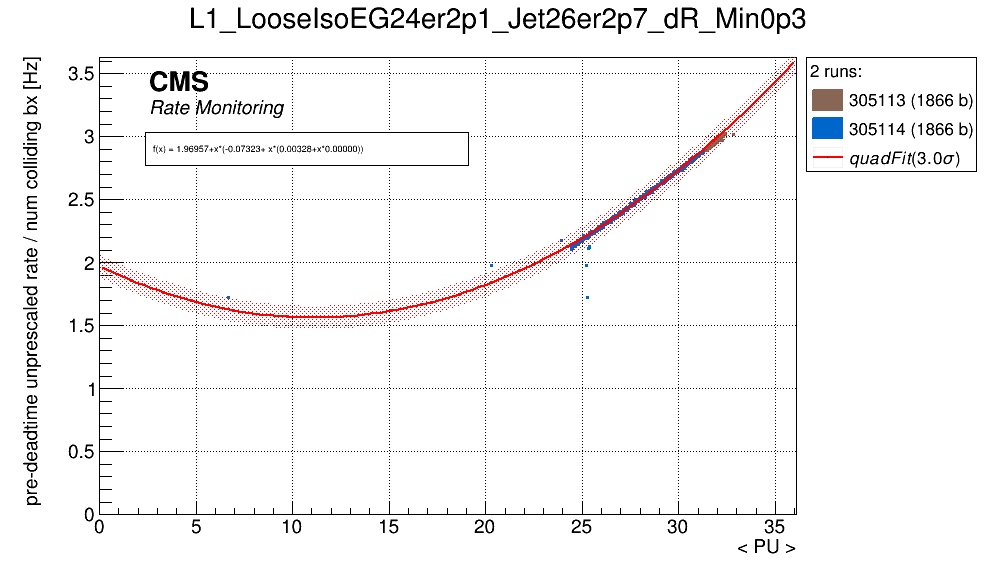 L1_LooseIsoEG24er2p1_Jet26er2p7_dR_Min0p3
pre-deadtime unprescaled rate / num colliding bx [Hz]
CMS
Rate Monitoring
f(x) = 1.96957+x*(-0.07323+ x*(0.00328+x*0.00000))
2 runs:
305113 (1866 b)
305114 (1866 b)
quadFit(3.0σ)
3.5
3
2.5
2
1.5
1
0.5
0
0 5 10 15 20 25 30 35
< PU >